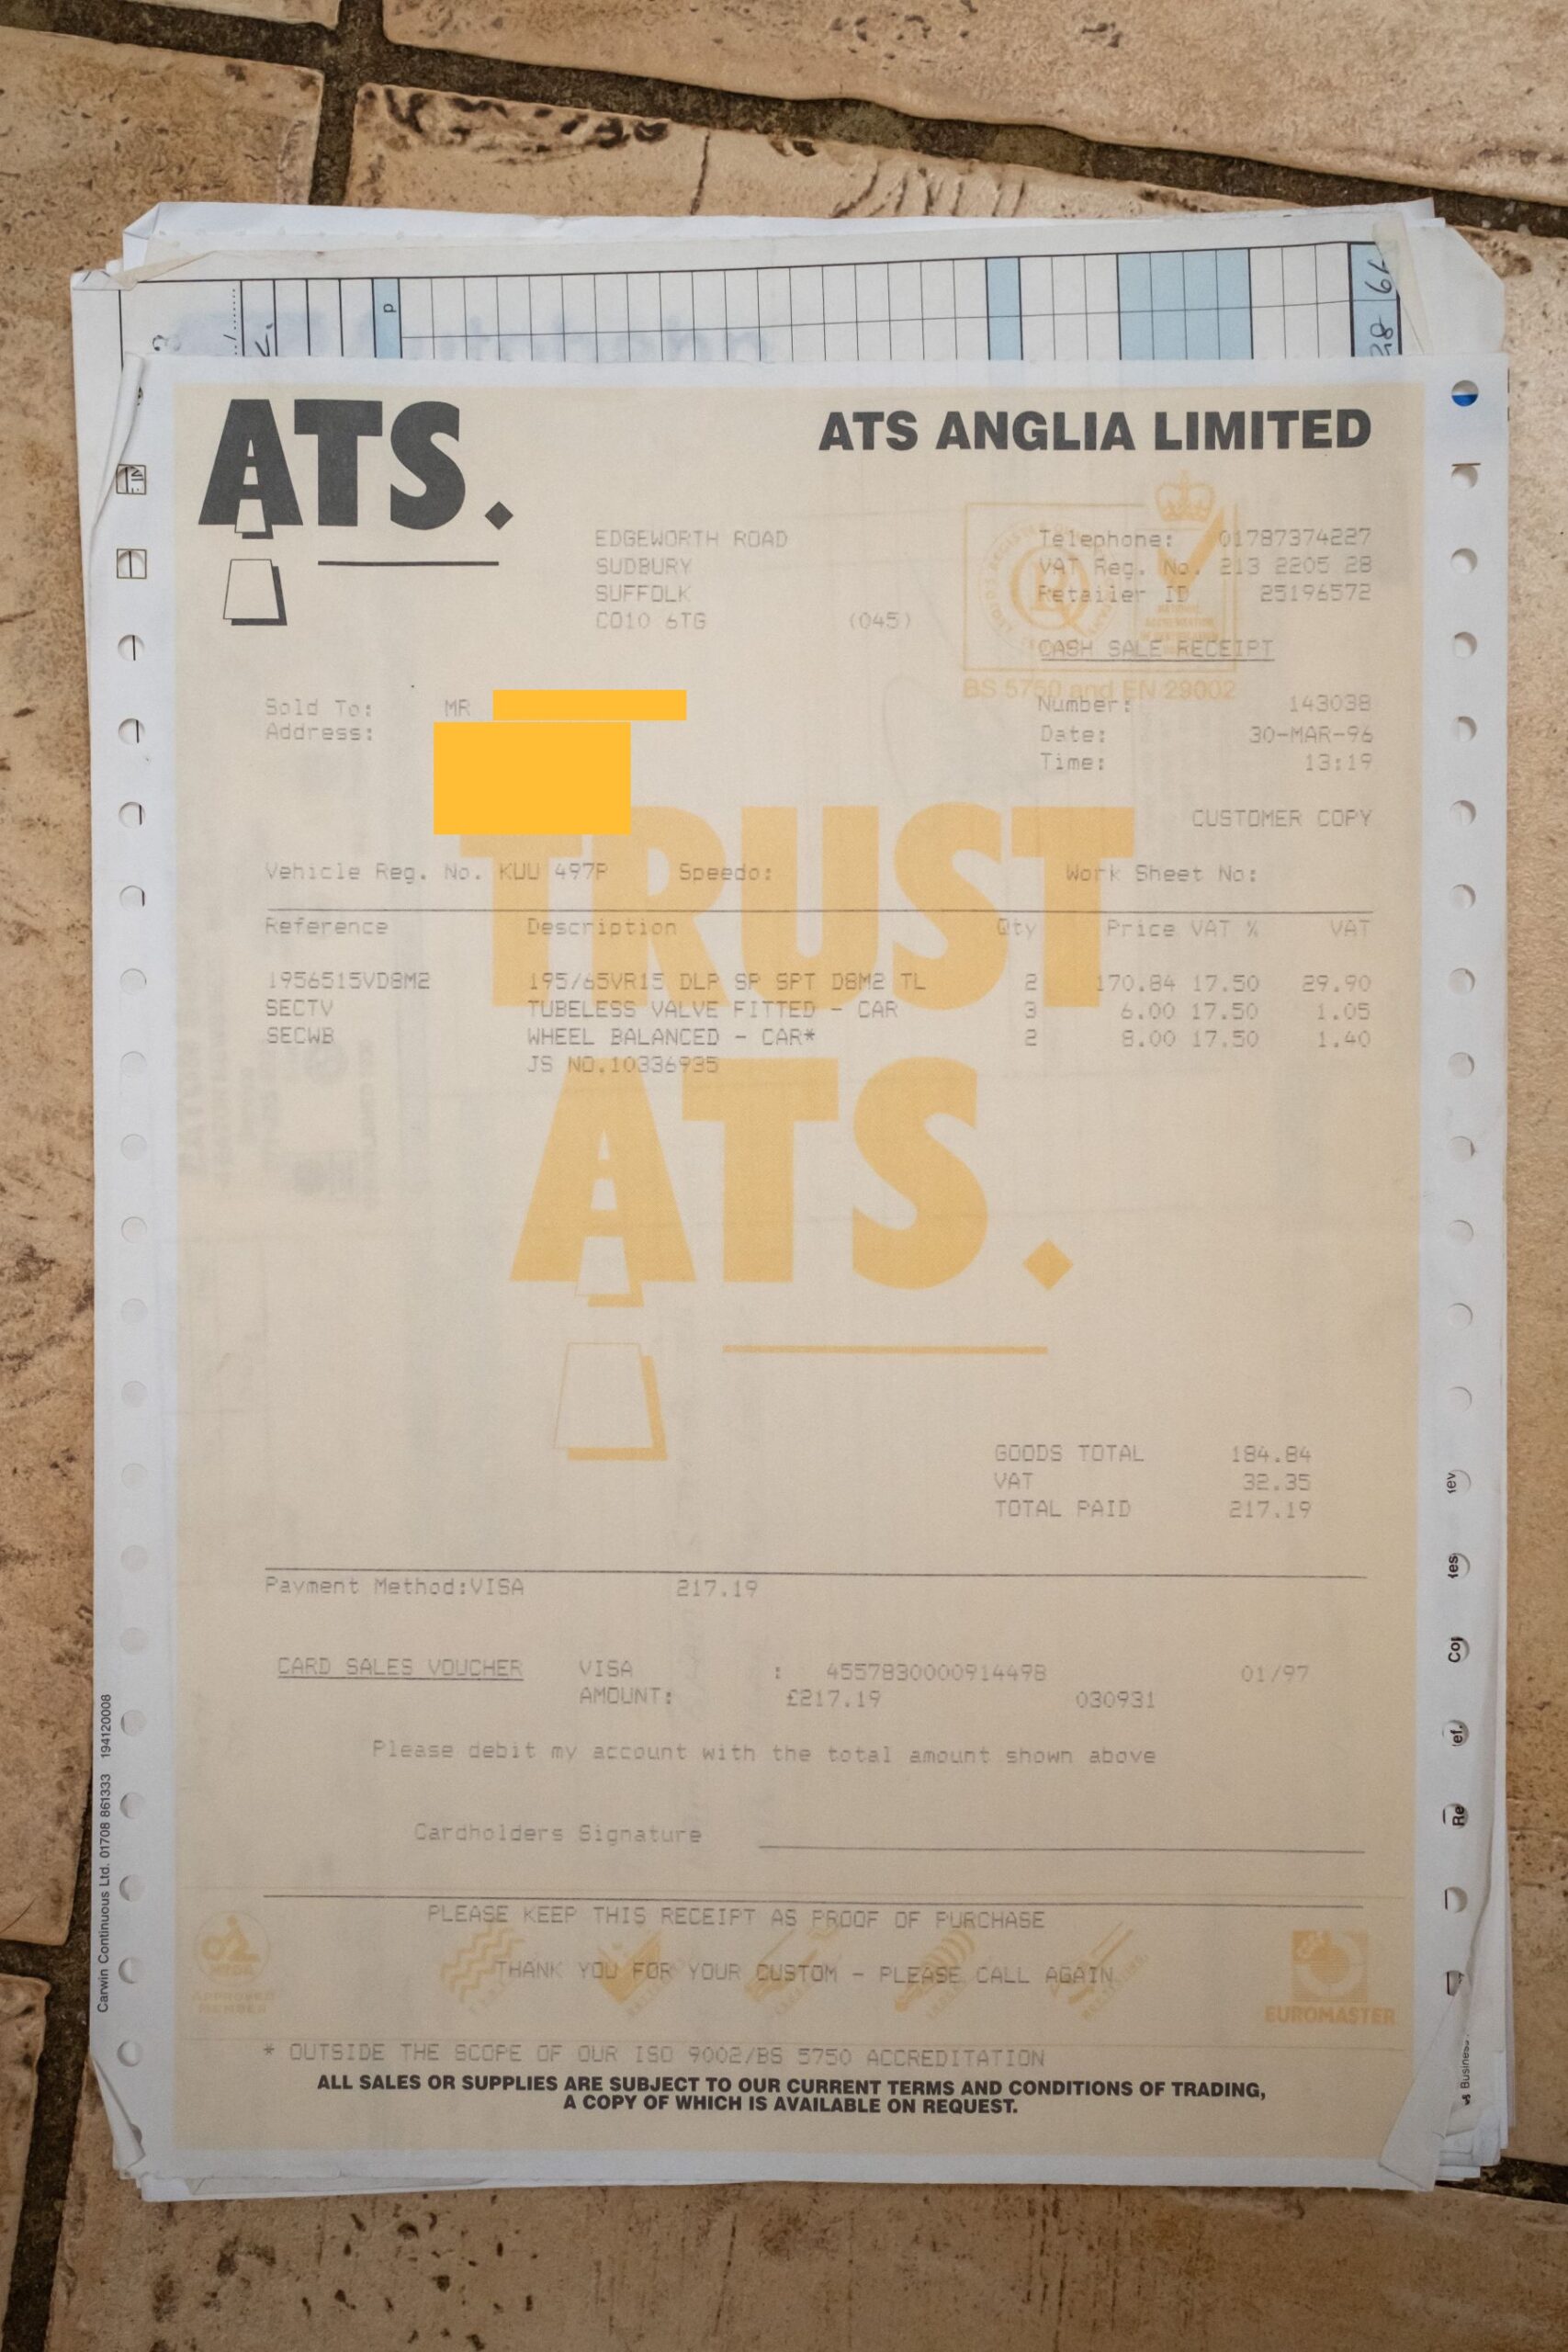 p
28 66
ATS.
ATS ANGLIA LIMITED
EDGEWORTH ROAD
SUDBURY
SUFFOLK
CO10 6TG (045)
Telephone: 01787374227
VAT Reg. No. 213 2205 28
Retailer ID 25196572
CASH SALE RECEIPT
BS 5750 and EN 29002
Sold To: MR
Address:
Number: 143038
Date: 30-MAR-96
Time: 13:19
CUSTOMER COPY
TRUST
ATS.
Vehicle Reg. No. KUU 497P Speedo: Work Sheet No:
Reference Description Qty Price VAT % VAT
1956515VD8M2 195/65VR15 DLP SP SPT D8M2 TL 2 170.84 17.50 29.90
SECTV TUBELESS VALVE FITTED - CAR 3 6.00 17.50 1.05
SECWB WHEEL BALANCED - CAR* 2 8.00 17.50 1.40
JS NO.10336935
GOODS TOTAL 184.84
VAT 32.35
TOTAL PAID 217.19
Payment Method:VISA 217.19
CARD SALES VOUCHER VISA : 4557830000914498 01/97
AMOUNT: £217.19 030931
Please debit my account with the total amount shown above
Cardholders Signature
PLEASE KEEP THIS RECEIPT AS PROOF OF PURCHASE
THANK YOU FOR YOUR CUSTOM - PLEASE CALL AGAIN
APPROVED
MEMBER
EUROMASTER
* OUTSIDE THE SCOPE OF OUR ISO 9002/BS 5750 ACCREDITATION
ALL SALES OR SUPPLIES ARE SUBJECT TO OUR CURRENT TERMS AND CONDITIONS OF TRADING,
A COPY OF WHICH IS AVAILABLE ON REQUEST.
Carwin Continuous Ltd. 01708 861333 194120008
Business